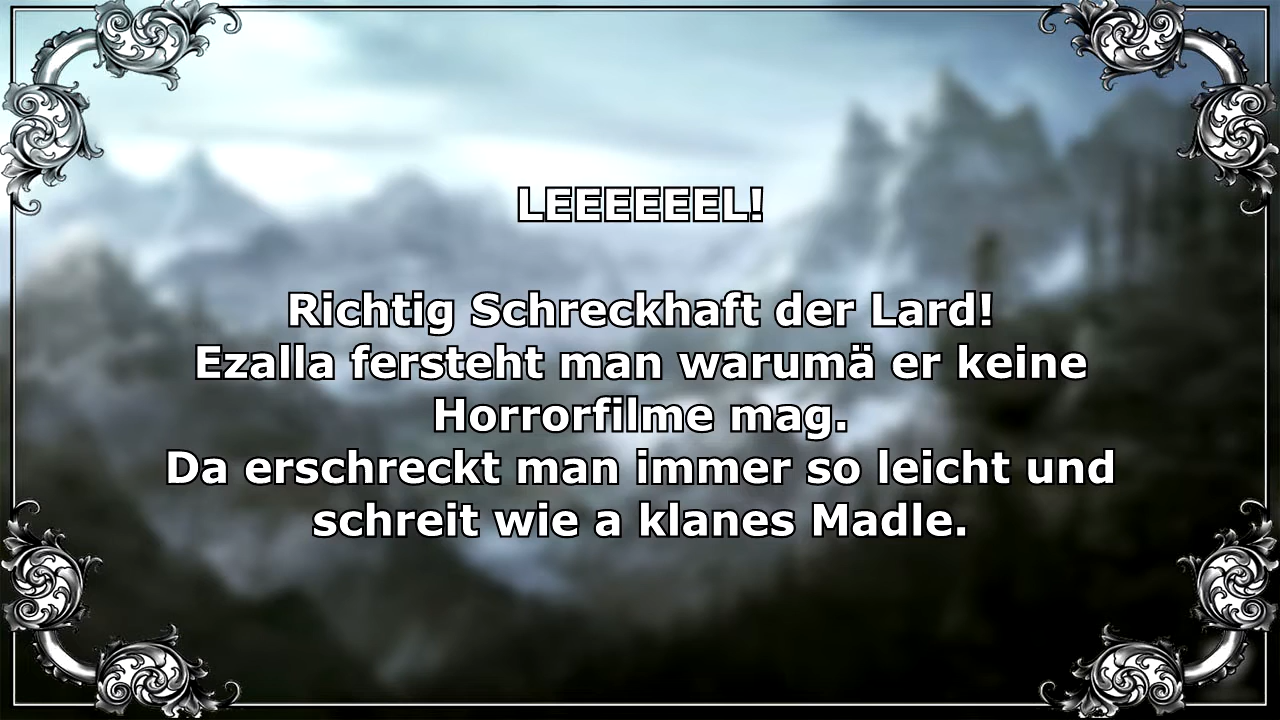 LEEEEEEL!
Richtig Schreckhaft der Lard!
Ezalla fersteht man warumä er keine
Horrorfilme mag.
Da erschreckt man immer so leicht und
schreit wie a klanes Madle.